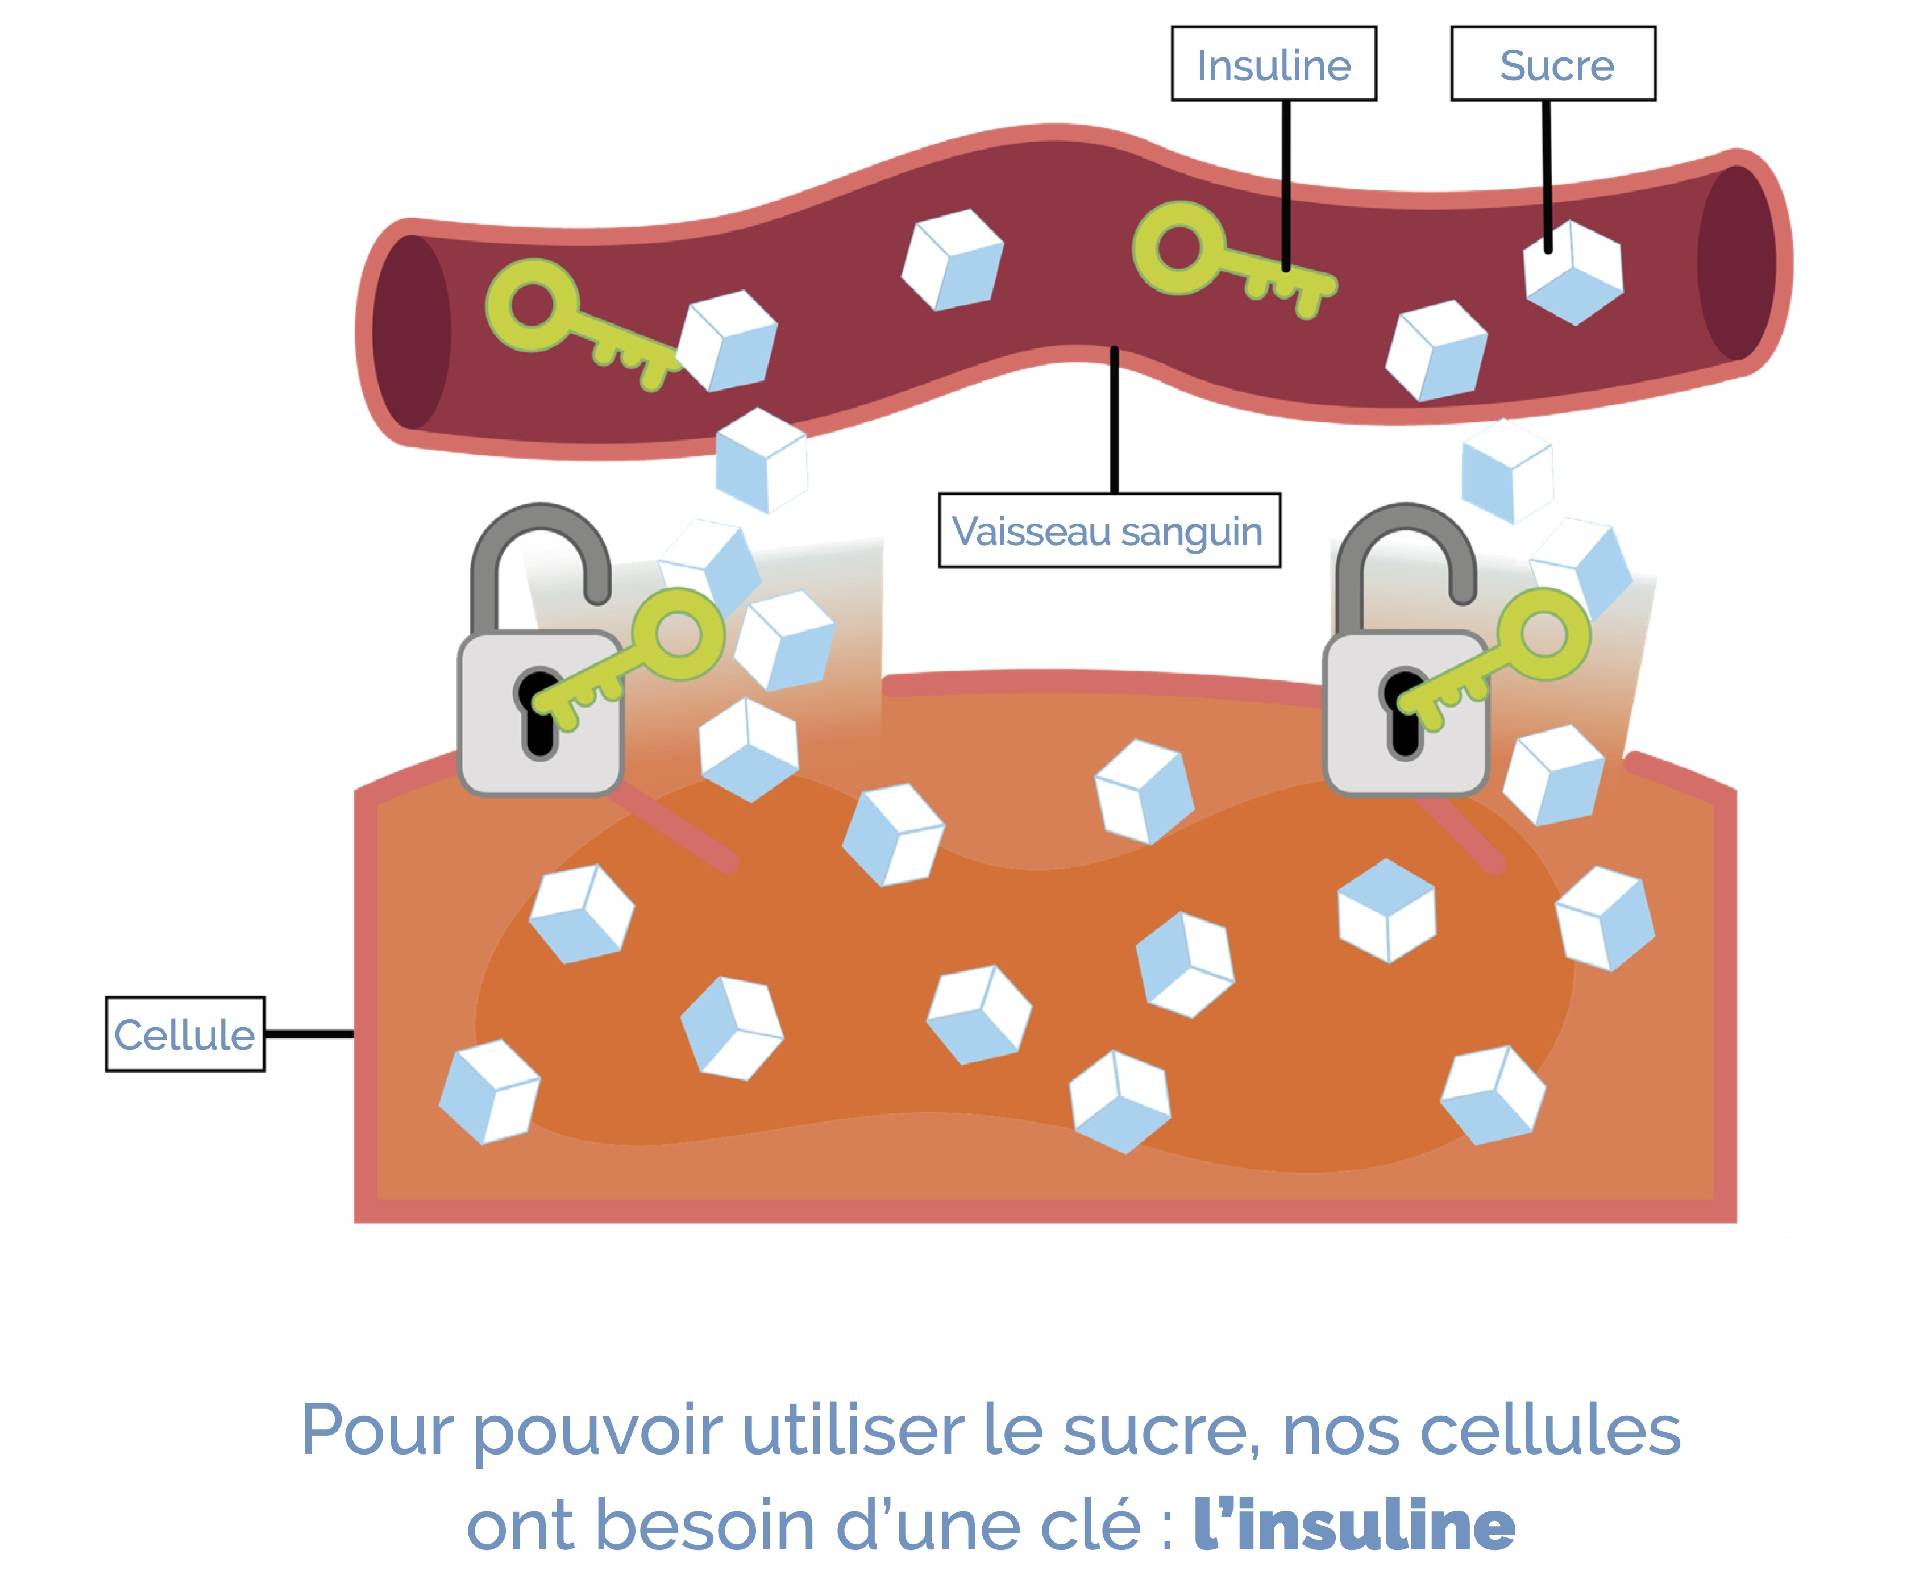 Insuline
Sucre
Vaisseau sanguin
Cellule
Pour pouvoir utiliser le sucre, nos cellules
ont besoin d’une clé : l’insuline